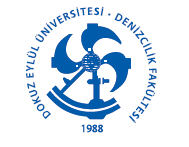 DOKUZ EYLÜL ÜNİVERSİTESİ · DENİZCİLİK FAKÜLTESİ
1988